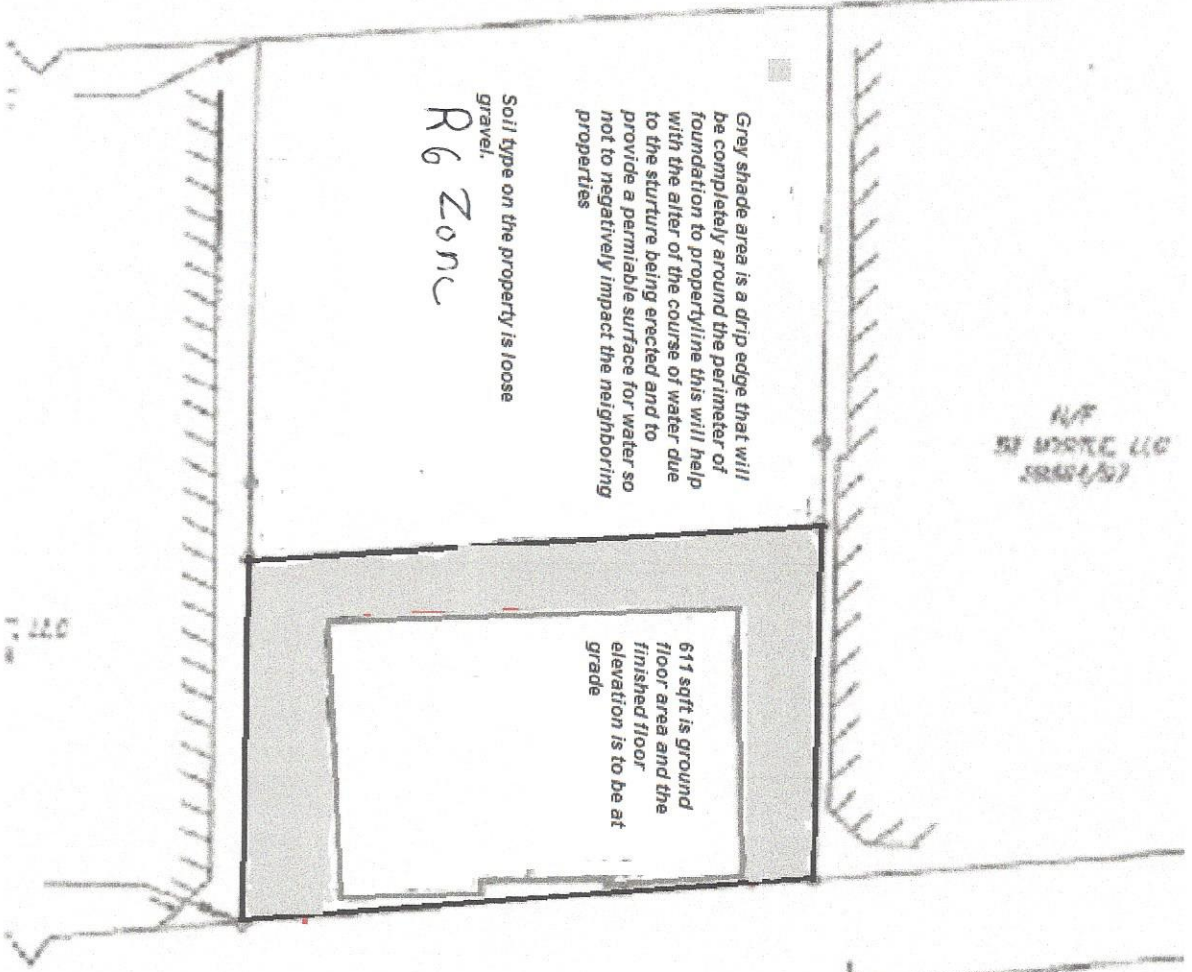 Grey shade area is a drip edge that will
be completely around the perimeter of
foundation to propertyline this will help
with the alter of the course of water due
to the sturture being erected and to
provide a permiable surface for water so
not to negatively impact the neighboring
properties
Soil type on the property is loose
gravel.
R6 Zone
611 sqft is ground
floor area and the
finished floor
elevation is to be at
grade
N/F
LLC